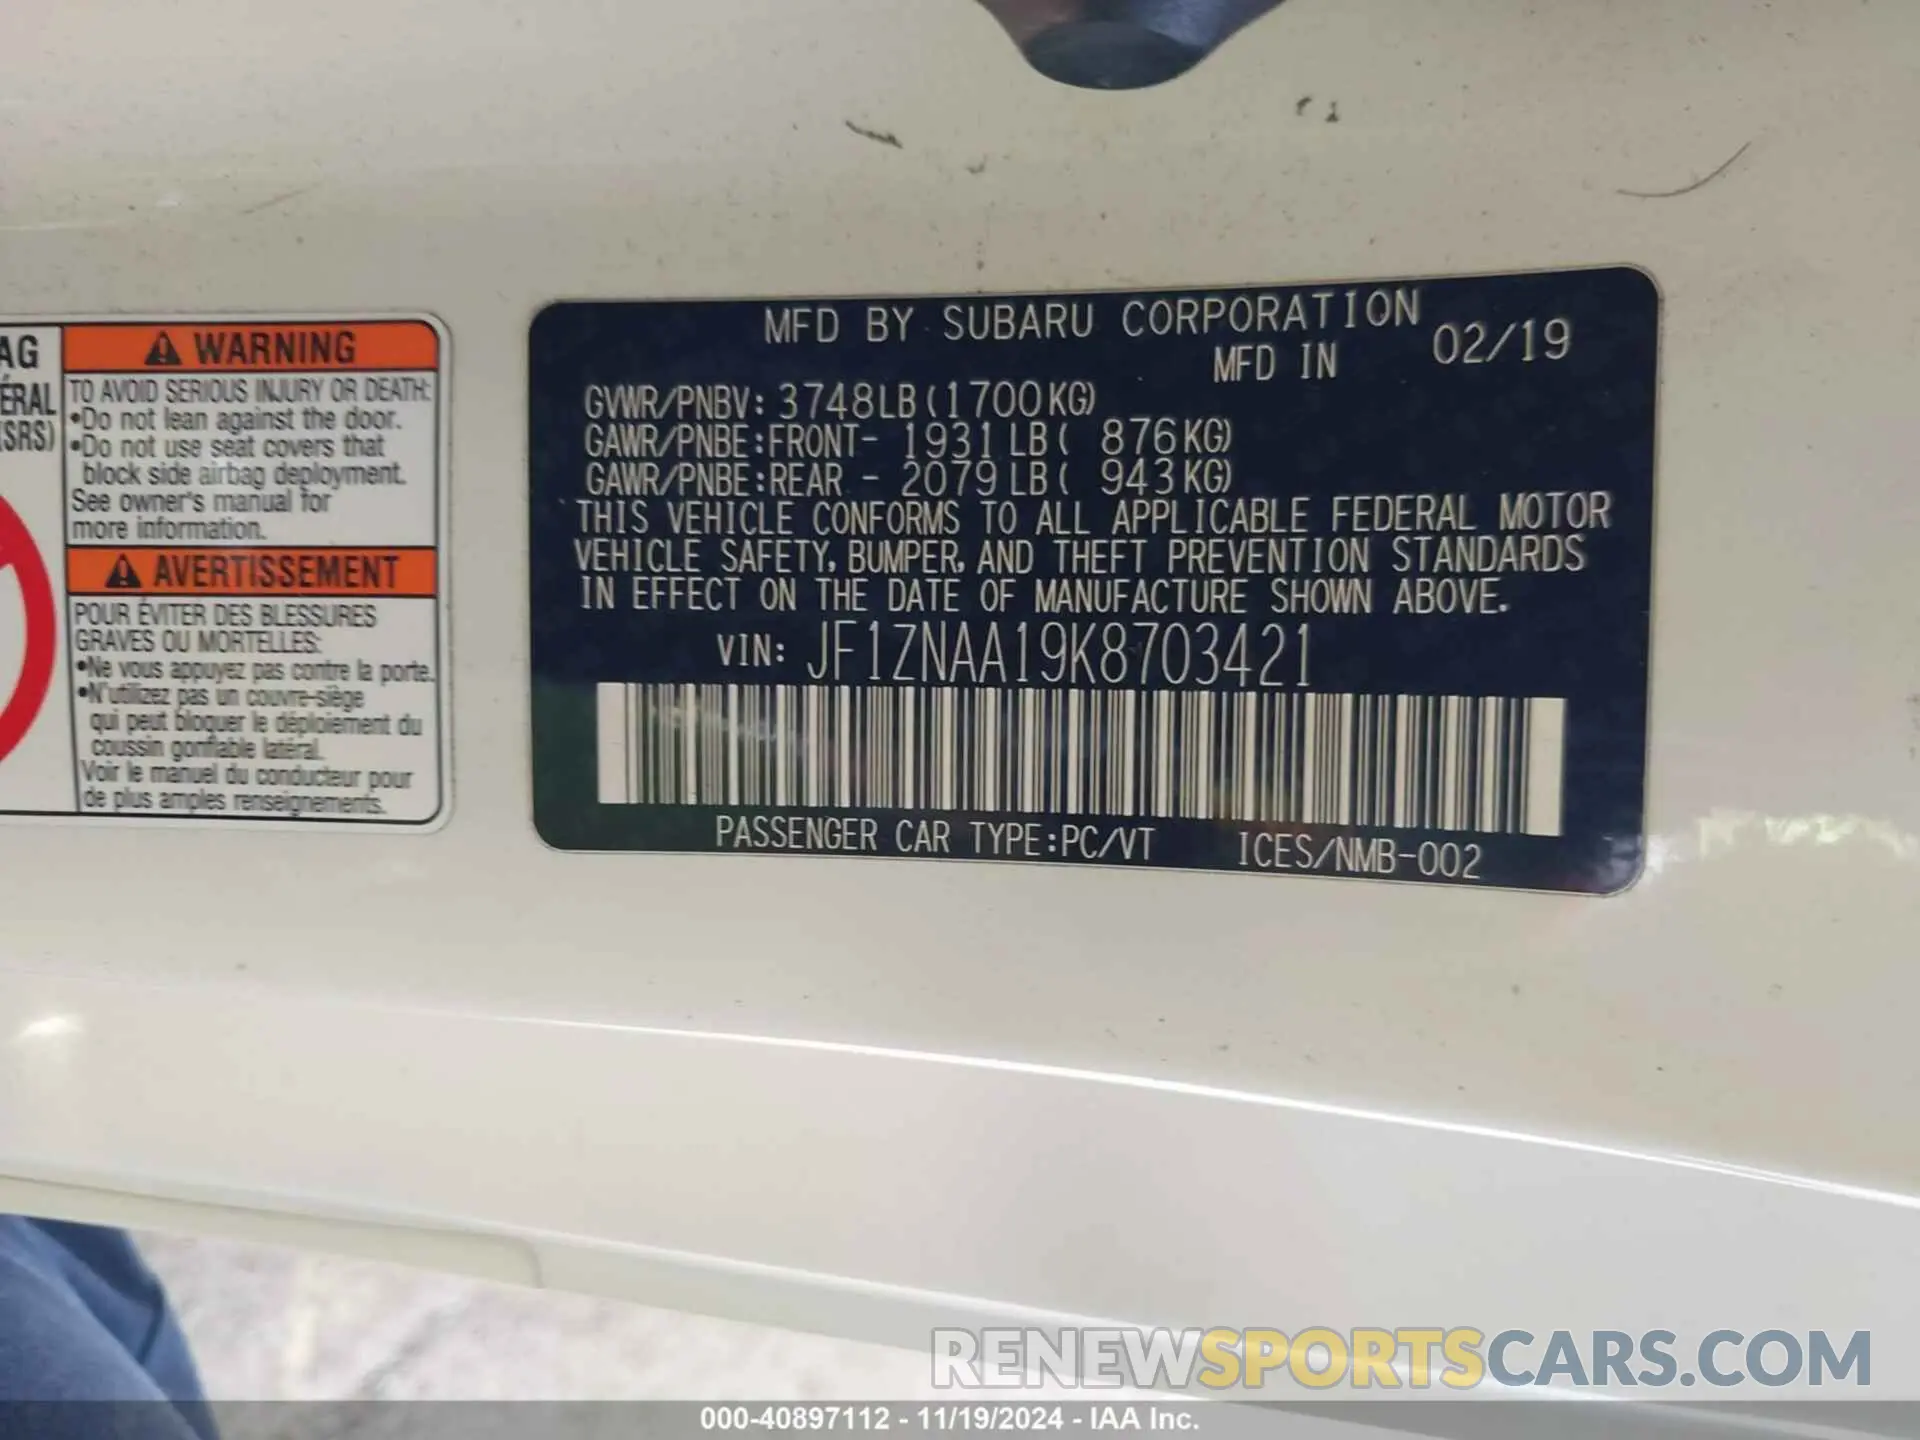 AG
ÉRAL
(SRS)
WARNING
TO AVOID SERIOUS INJURY OR DEATH:
•Do not lean against the door.
•Do not use seat covers that
block side airbag deployment.
See owner's manual for
more information.
AVERTISSEMENT
POUR ÉVITER DES BLESSURES
GRAVES OU MORTELLES:
•Ne vous appuyez pas contre la porte.
•N'utilizez pas un couvre-siège
qui peut bloquer le déploiement du
coussin gonflable latéral.
Voir le manuel du conducteur pour
de plus amples renseignements.
MFD BY SUBARU CORPORATION
MFD IN 02/19
GVWR/PNBV: 3748LB(1700KG)
GAWR/PNBE:FRONT- 1931LB( 876KG)
GAWR/PNBE:REAR - 2079LB( 943KG)
THIS VEHICLE CONFORMS TO ALL APPLICABLE FEDERAL MOTOR
VEHICLE SAFETY, BUMPER, AND THEFT PREVENTION STANDARDS
IN EFFECT ON THE DATE OF MANUFACTURE SHOWN ABOVE.
VIN: JF1ZNAA19K8703421
PASSENGER CAR TYPE:PC/VT ICES/NMB-002
RENEWSPORTSCARS.COM
000-40897112 - 11/19/2024 - IAA Inc.